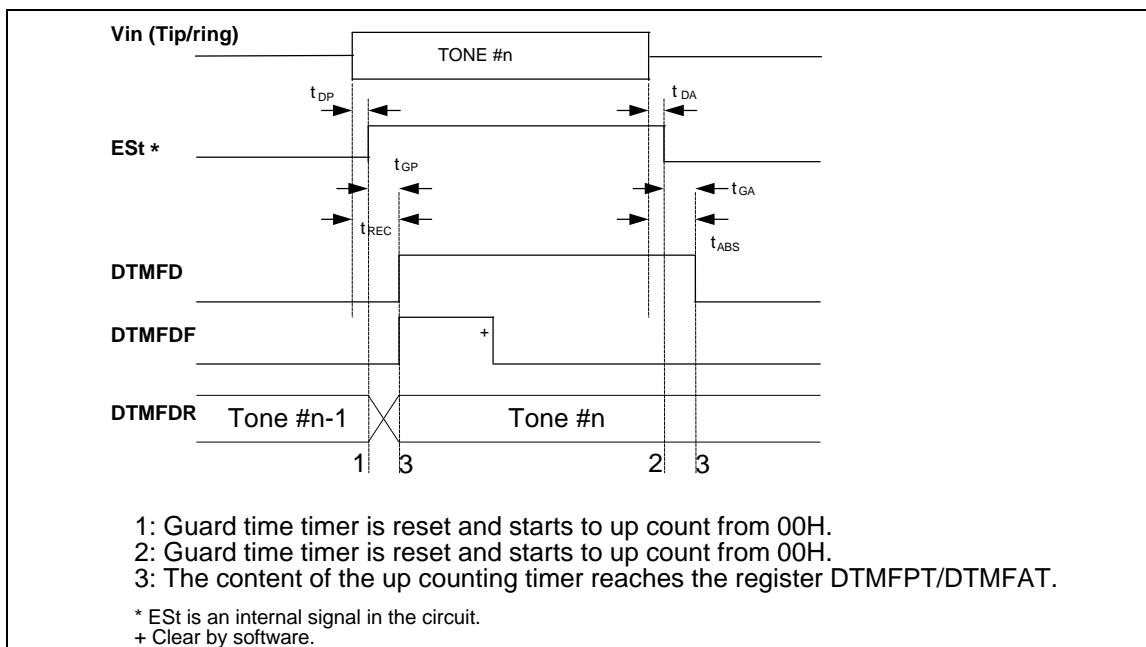 Vin (Tip/ring)
TONE #n
tDP
tDA
ESt *
tGP
tGA
tREC
tABS
DTMFD
DTMFDF
+
DTMFDR
Tone #n-1
Tone #n
1 3 2 3
1: Guard time timer is reset and starts to up count from 00H.
2: Guard time timer is reset and starts to up count from 00H.
3: The content of the up counting timer reaches the register DTMFPT/DTMFAT.
* ESt is an internal signal in the circuit.
+ Clear by software.